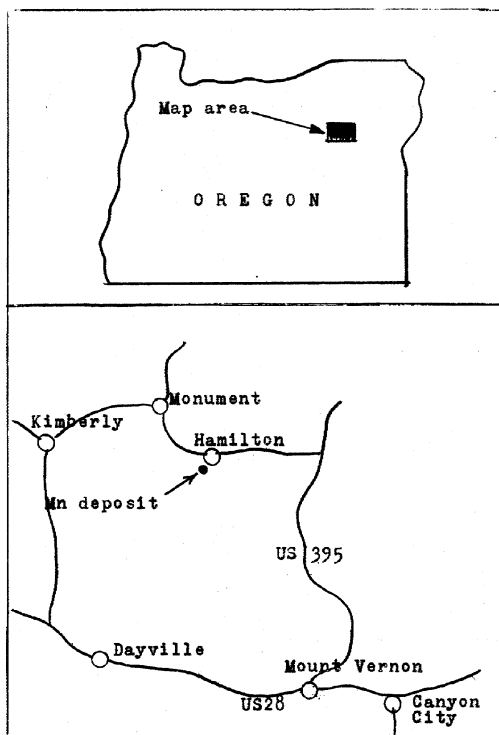 Map area
OREGON
Monument
Kimberly
Hamilton
Mn deposit
US 395
Dayville
Mount Vernon
US28
Canyon
City